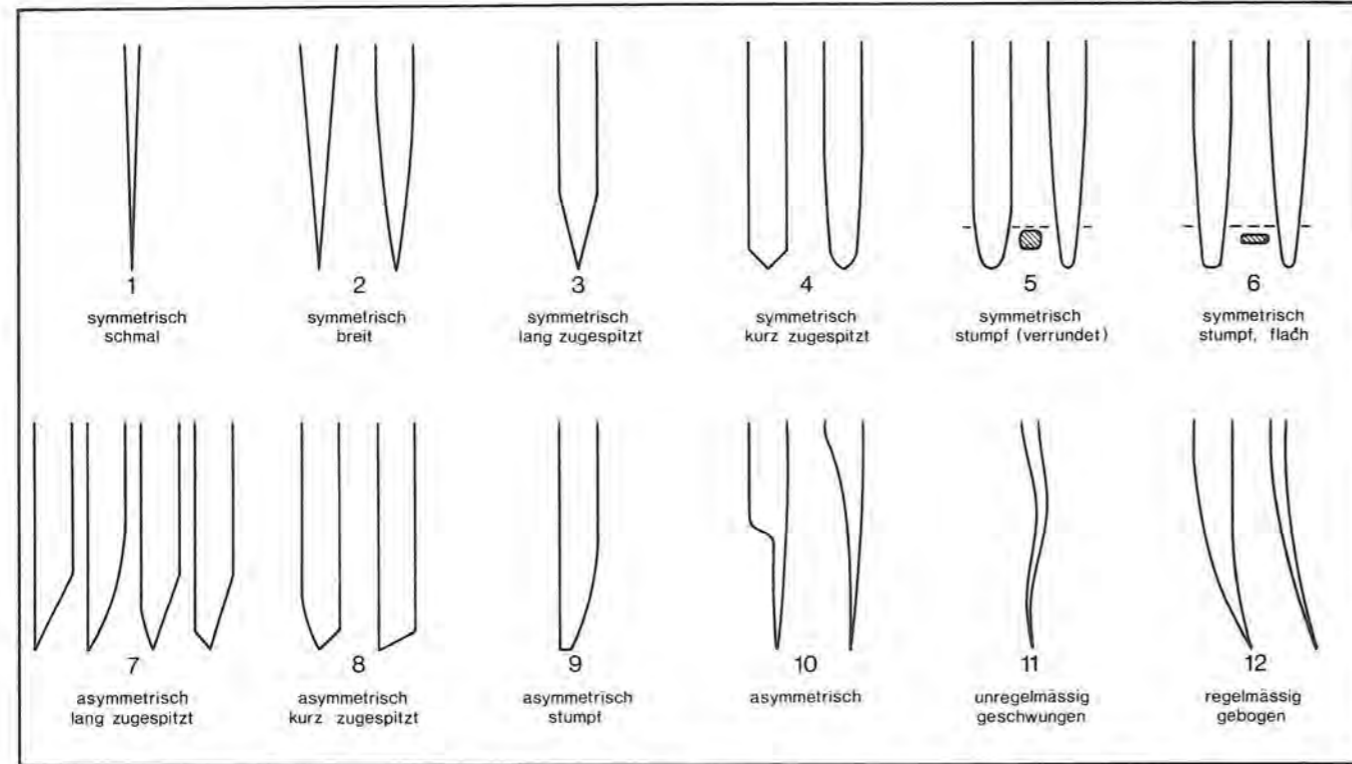 1
symmetrisch
schmal
2
symmetrisch
breit
3
symmetrisch
lang zugespitzt
4
symmetrisch
kurz zugespitzt
5
symmetrisch
stumpf (verrundet)
6
symmetrisch
stumpf, flach
7
asymmetrisch
lang zugespitzt
8
asymmetrisch
kurz zugespitzt
9
asymmetrisch
stumpf
10
asymmetrisch
11
unregelmässig
geschwungen
12
regelmässig
gebogen